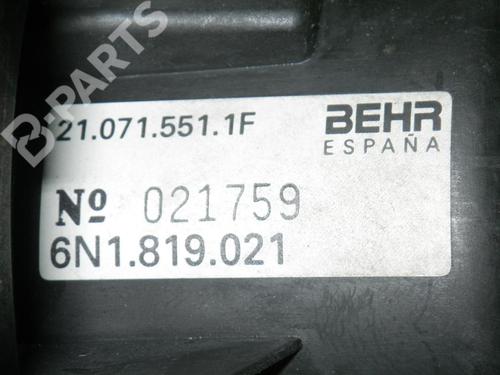 B-PARTS
21.071.551.1F
BEHR
ESPAÑA
Nº 021759
6N1.819.021